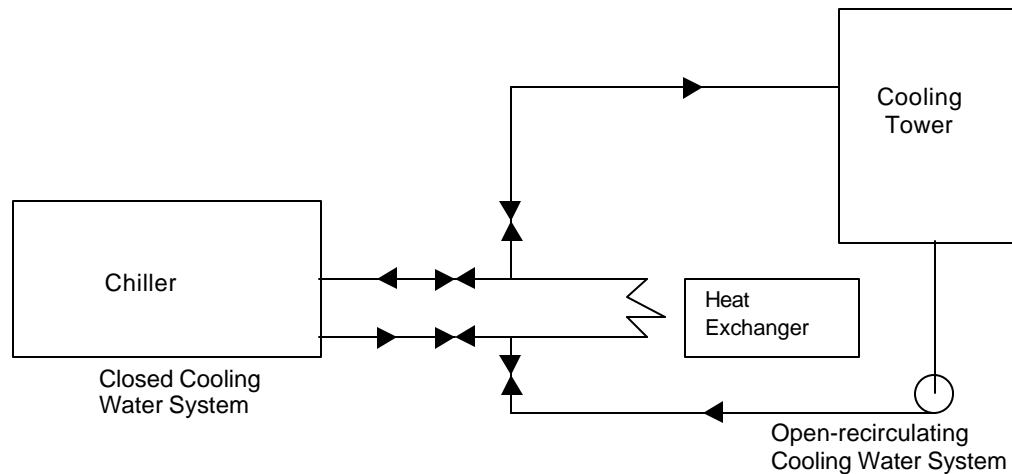 Cooling
Tower
Chiller
Heat
Exchanger
Closed Cooling
Water System
Open-recirculating
Cooling Water System